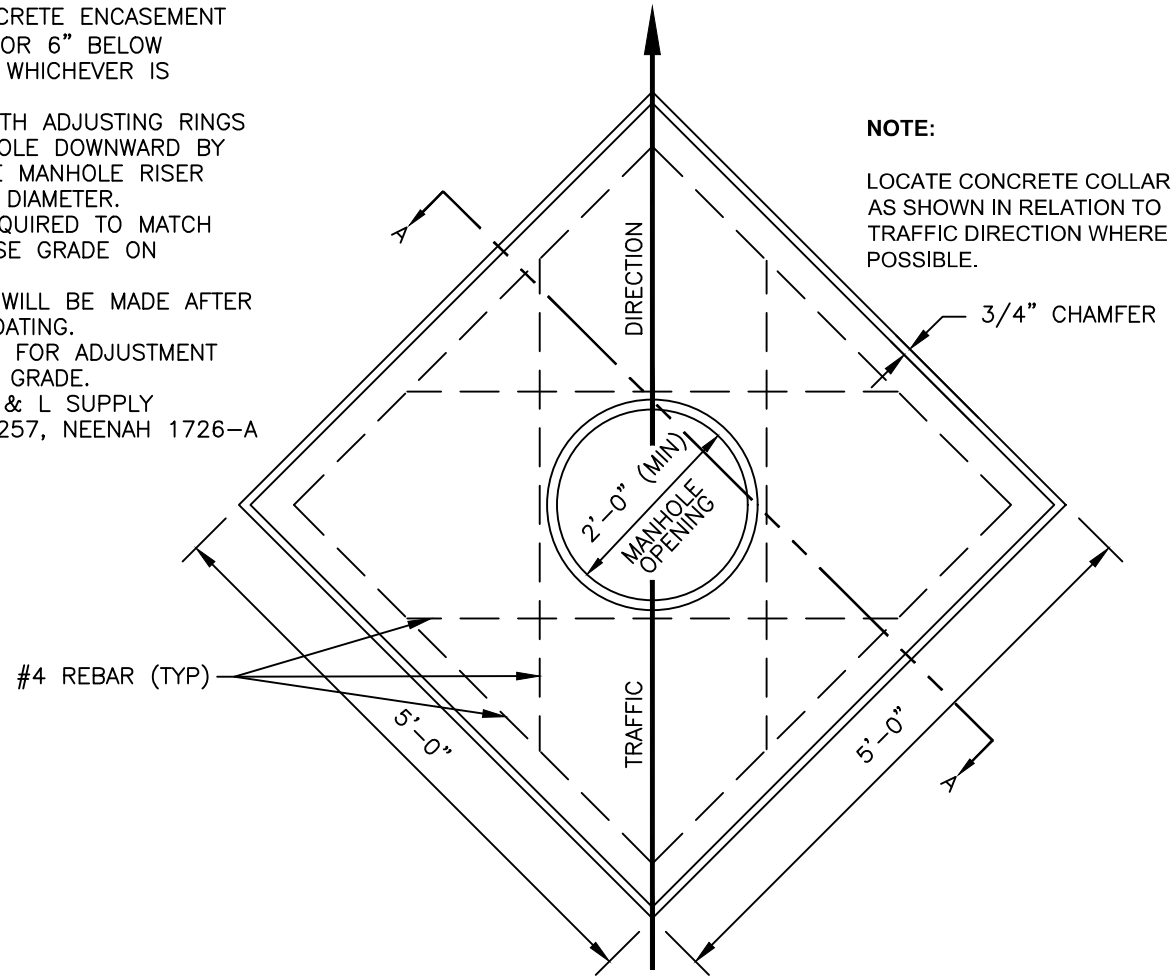 CRETE ENCASEMENT
OR 6” BELOW
WHICHEVER IS
TH ADJUSTING RINGS
OLE DOWNWARD BY
E MANHOLE RISER
DIAMETER.
QUIRED TO MATCH
SE GRADE ON
WILL BE MADE AFTER
OATING.
FOR ADJUSTMENT
GRADE.
& L SUPPLY
257, NEENAH 1726–A
NOTE:
LOCATE CONCRETE COLLAR
AS SHOWN IN RELATION TO
TRAFFIC DIRECTION WHERE
POSSIBLE.
3/4” CHAMFER
A
DIRECTION
2’–0” (MIN)
MANHOLE
OPENING
#4 REBAR (TYP)
TRAFFIC
5’–0”
5’–0”
A